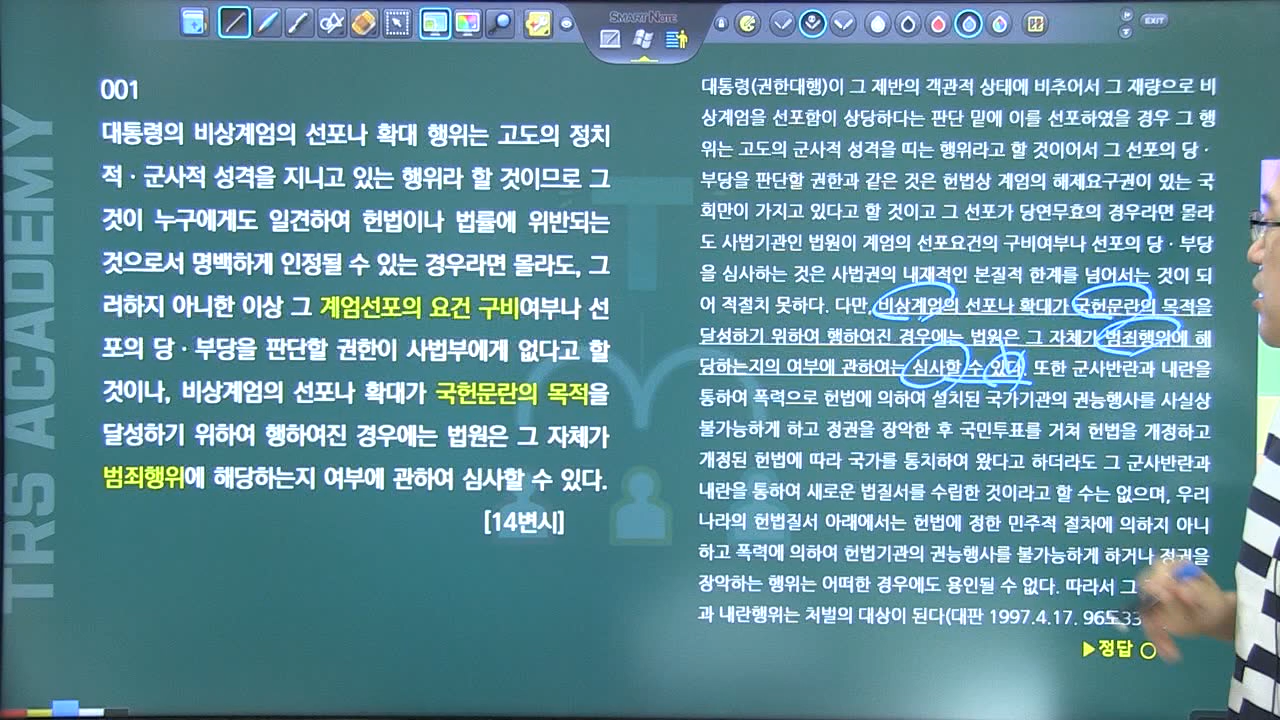 SMART NOTE
EXIT
TRS ACADEMY
001
대통령의 비상계엄의 선포나 확대 행위는 고도의 정치
적·군사적 성격을 지니고 있는 행위라 할 것이므로 그
것이 누구에게도 일견하여 헌법이나 법률에 위반되는
것으로서 명백하게 인정될 수 있는 경우라면 몰라도, 그
러하지 아니한 이상 그 계엄선포의 요건 구비여부나 선
포의 당·부당을 판단할 권한이 사법부에게 없다고 할
것이나, 비상계엄의 선포나 확대가 국헌문란의 목적을
달성하기 위하여 행하여진 경우에는 법원은 그 자체가
범죄행위에 해당하는지 여부에 관하여 심사할 수 있다.
[14변시]
대통령(권한대행)이 그 제반의 객관적 상태에 비추어서 그 재량으로 비
상계엄을 선포함이 상당하다는 판단 밑에 이를 선포하였을 경우 그 행
위는 고도의 군사적 성격을 띠는 행위라고 할 것이어서 그 선포의 당·
부당을 판단할 권한과 같은 것은 헌법상 계엄의 해제요구권이 있는 국
회만이 가지고 있다고 할 것이고 그 선포가 당연무효의 경우라면 몰라
도 사법기관인 법원이 계엄의 선포요건의 구비여부나 선포의 당·부당
을 심사하는 것은 사법권의 내재적인 본질적 한계를 넘어서는 것이 되
어 적절치 못하다. 다만, 비상계엄의 선포나 확대가 국헌문란의 목적을
달성하기 위하여 행하여진 경우에는 법원은 그 자체가 범죄행위에 해
당하는지의 여부에 관하여는 심사할 수 있다. 또한 군사반란과 내란을
통하여 폭력으로 헌법에 의하여 설치된 국가기관의 권능행사를 사실상
불가능하게 하고 정권을 장악한 후 국민투표를 거쳐 헌법을 개정하고
개정된 헌법에 따라 국가를 통치하여 왔다고 하더라도 그 군사반란과
내란을 통하여 새로운 법질서를 수립한 것이라고 할 수는 없으며, 우리
나라의 헌법질서 아래에서는 헌법에 정한 민주적 절차에 의하지 아니
하고 폭력에 의하여 헌법기관의 권능행사를 불가능하게 하거나 정권을
장악하는 행위는 어떠한 경우에도 용인될 수 없다. 따라서 그
과 내란행위는 처벌의 대상이 된다(대판 1997.4.17. 96도33
▶정답 ○